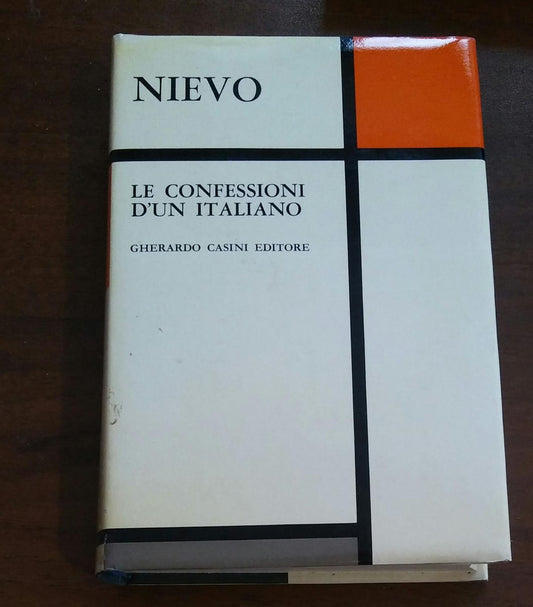 NIEVO
LE CONFESSIONI
D'UN ITALIANO
GHERARDO CASINI EDITORE